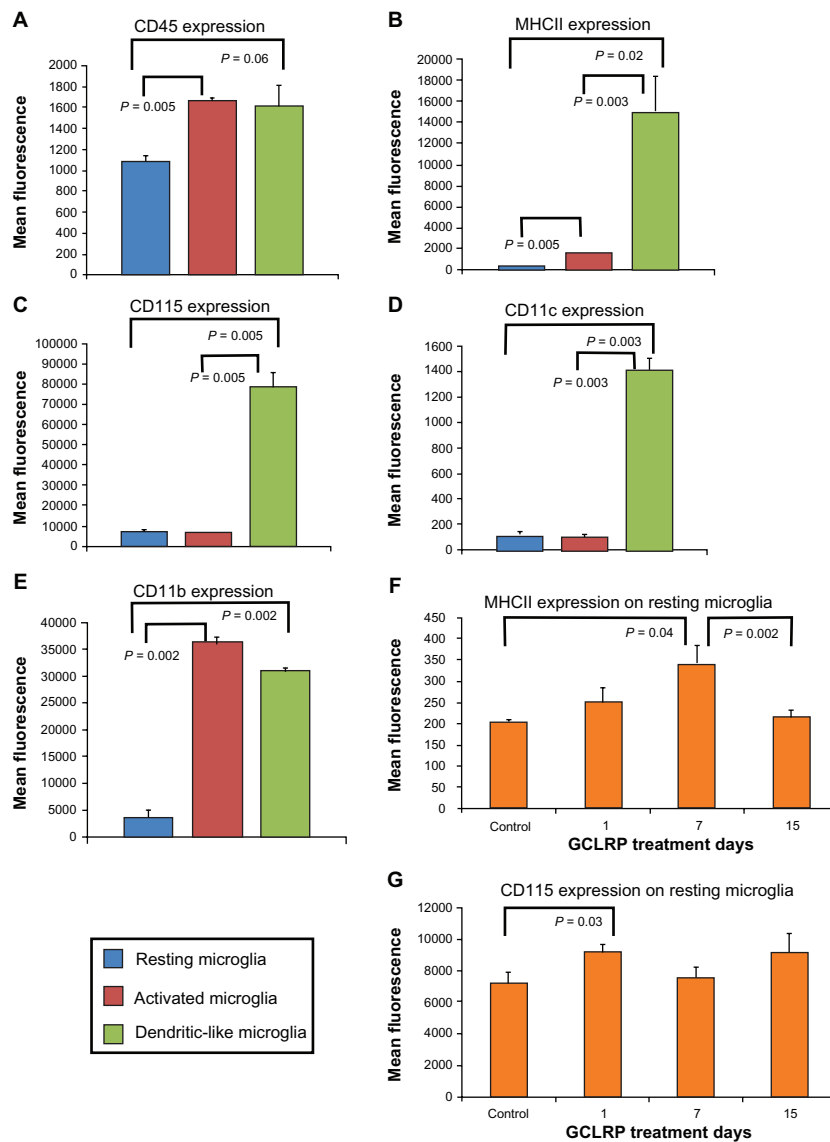 A
CD45 expression
P = 0.06
P = 0.005
Mean fluorescence
2000
1800
1600
1400
1200
1000
800
600
400
200
0
B
MHCII expression
P = 0.02
P = 0.003
P = 0.005
Mean fluorescence
20000
18000
16000
14000
12000
10000
8000
6000
4000
2000
0
C
CD115 expression
P = 0.005
P = 0.005
Mean fluorescence
100000
90000
80000
70000
60000
50000
40000
30000
20000
10000
0
D
CD11c expression
P = 0.003
P = 0.003
Mean fluorescence
1600
1400
1200
1000
800
600
400
200
0
E
CD11b expression
P = 0.002
P = 0.002
Mean fluorescence
40000
35000
30000
25000
20000
15000
10000
5000
0
F
MHCII expression on resting microglia
P = 0.04
P = 0.002
Mean fluorescence
450
400
350
300
250
200
150
100
50
0
Control
1
7
15
GCLRP treatment days
G
CD115 expression on resting microglia
P = 0.03
Mean fluorescence
12000
10000
8000
6000
4000
2000
0
Control
1
7
15
GCLRP treatment days
Resting microglia
Activated microglia
Dendritic-like microglia